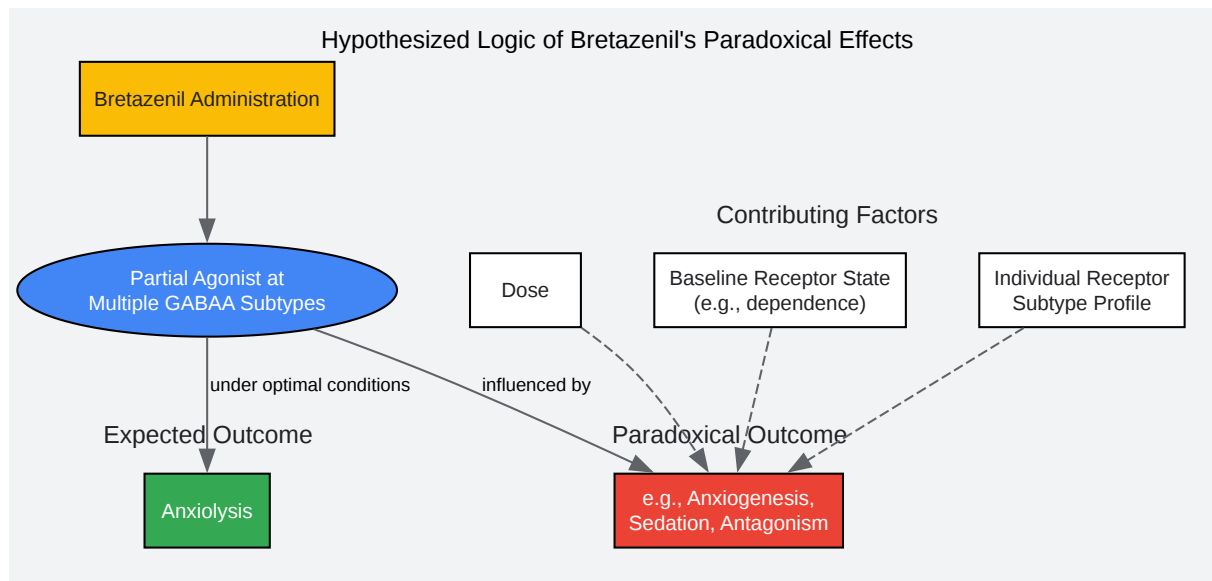 Hypothesized Logic of Bretazenil's Paradoxical Effects
Bretazenil Administration
Contributing Factors
Partial Agonist at
Multiple GABAA Subtypes
Dose
Baseline Receptor State
(e.g., dependence)
Individual Receptor
Subtype Profile
under optimal conditions
influenced by
Expected Outcome
Paradoxical Outcome
Anxiolysis
e.g., Anxiogenesis,
Sedation, Antagonism